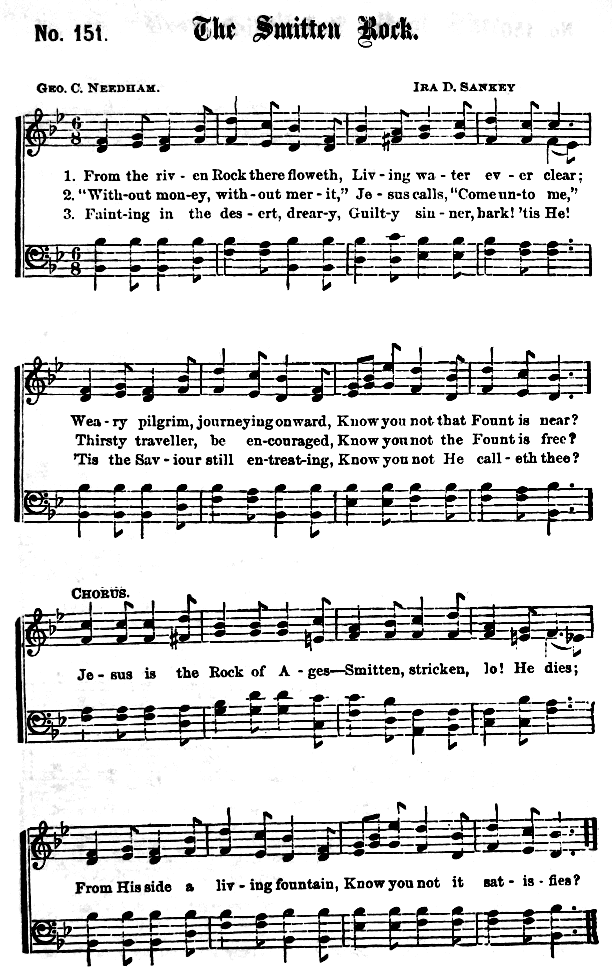 No. 151. The Smitten Rock.
GEO. C. NEEDHAM. IRA D. SANKEY
1. From the riv - en Rock there floweth, Liv - ing wa - ter ev - er clear;
2. "With-out mon-ey, with-out mer-it," Je - sus calls, "Come un-to me,"
3. Faint-ing in the des - ert, drear-y, Guilt-y sin - ner, hark! 'tis He!
Wea - ry pilgrim, journeying onward, Know you not that Fount is near?
Thirsty traveller, be en-couraged, Know you not the Fount is free?
'Tis the Sav - iour still en-treat-ing, Know you not He call - eth thee?
CHORUS.
Je - sus is the Rock of A - ges—Smitten, stricken, lo! He dies;
From His side a liv - ing fountain, Know you not it sat - is - fies?